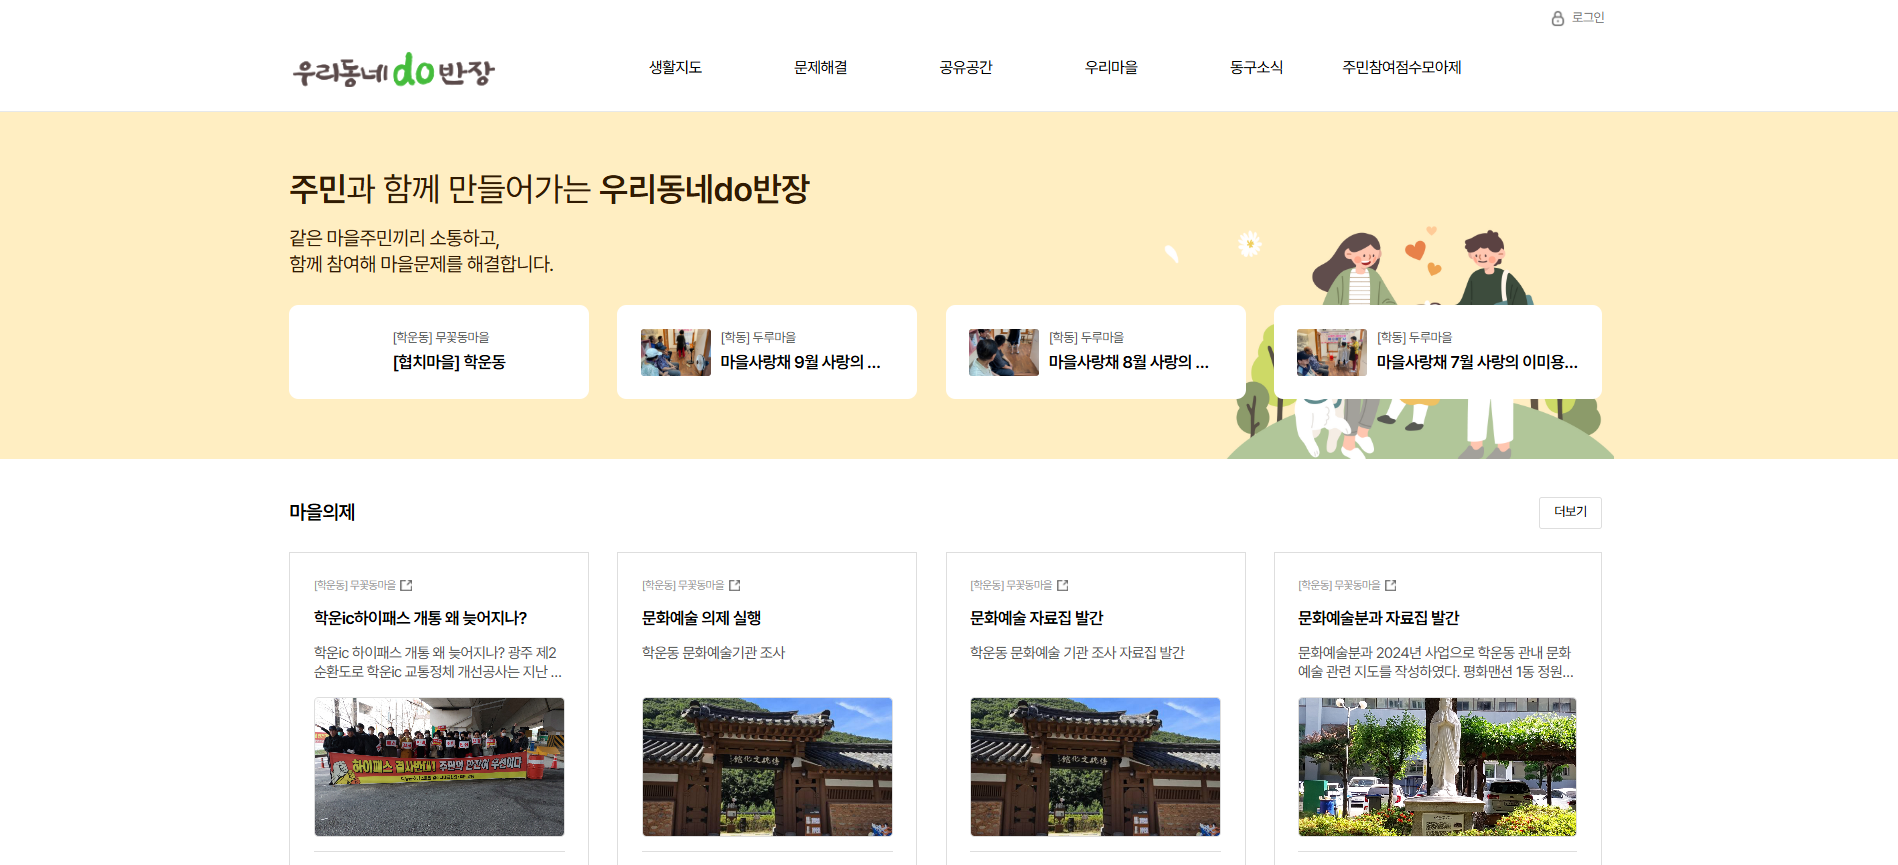 로그인
우리동네 do 반장
생활지도
문제해결
공유공간
우리마을
동구소식
주민참여점수모아제
주민과 함께 만들어가는 우리동네do반장
같은 마을주민끼리 소통하고,
함께 참여해 마을문제를 해결합니다.
[학운동] 무꽃동마을
[협치마을] 학운동
[학동] 두루마을
마을사랑채 9월 사랑의 ...
[학동] 두루마을
마을사랑채 8월 사랑의 ...
[학동] 두루마을
마을사랑채 7월 사랑의 이미용...
마을의제
더보기
[학운동] 무꽃동마을
학운ic하이패스 개통 왜 늦어지나?
학운ic 하이패스 개통 왜 늦어지나? 광주 제2
순환도로 학운ic 교통정체 개선공사는 지난 ...
하이패스 결사반대! 주민의 안전이 우선이다
[학운동] 무꽃동마을
문화예술 의제 실행
학운동 문화예술기관 조사
館化文統傳
[학운동] 무꽃동마을
문화예술 자료집 발간
학운동 문화예술 기관 조사 자료집 발간
館化文統傳
[학운동] 무꽃동마을
문화예술분과 자료집 발간
문화예술분과 2024년 사업으로 학운동 관내 문화
예술 관련 지도를 작성하였다. 평화맨션 1동 정원...